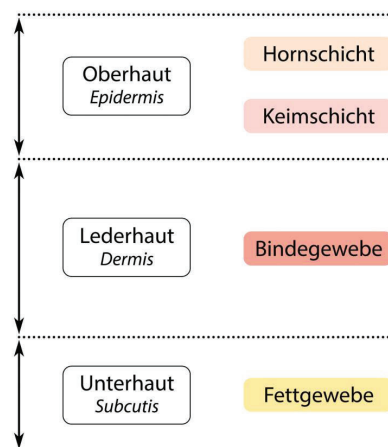 Oberhaut
Epidermis
Hornschicht
Keimschicht
Lederhaut
Dermis
Bindegewebe
Unterhaut
Subcutis
Fettgewebe